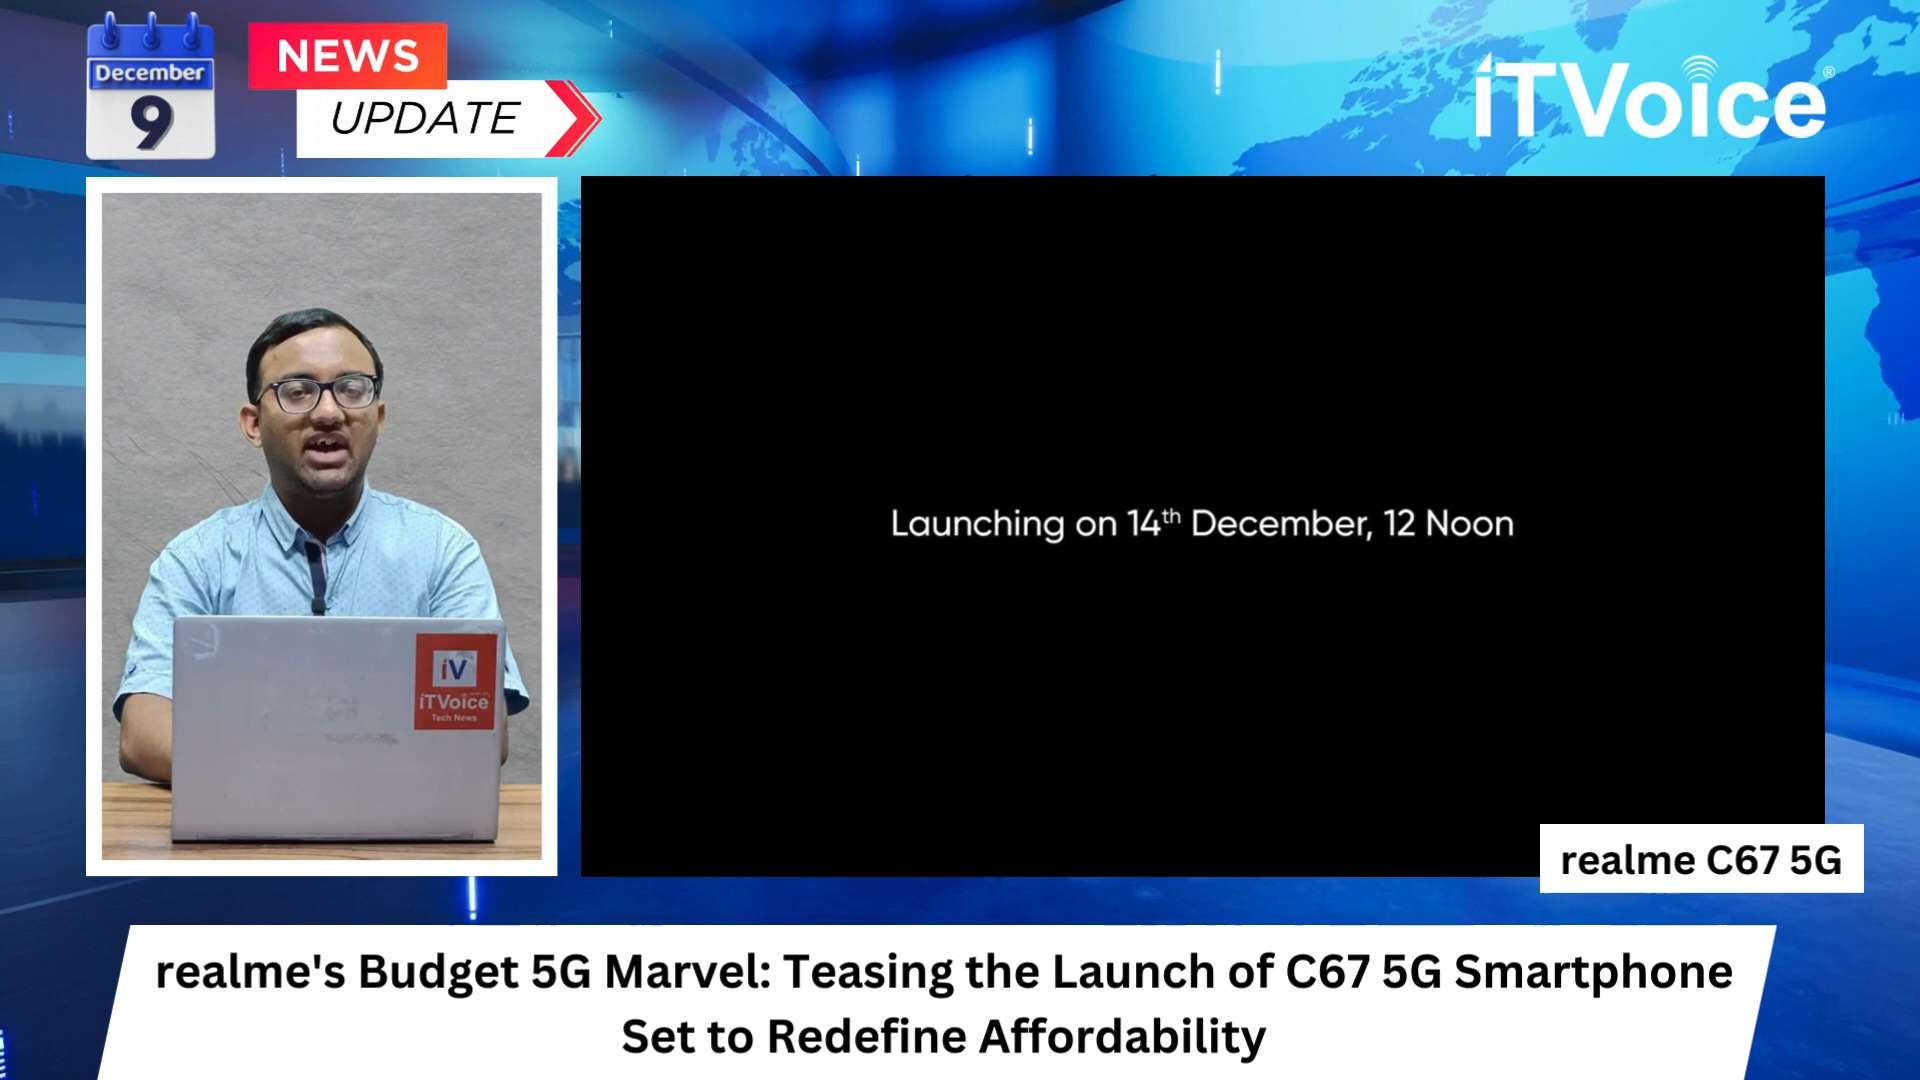 December
9
NEWS
UPDATE
iTVoice®
Launching on 14th December, 12 Noon
iV
iTVoice
Tech News
realme C67 5G
realme's Budget 5G Marvel: Teasing the Launch of C67 5G Smartphone
Set to Redefine Affordability